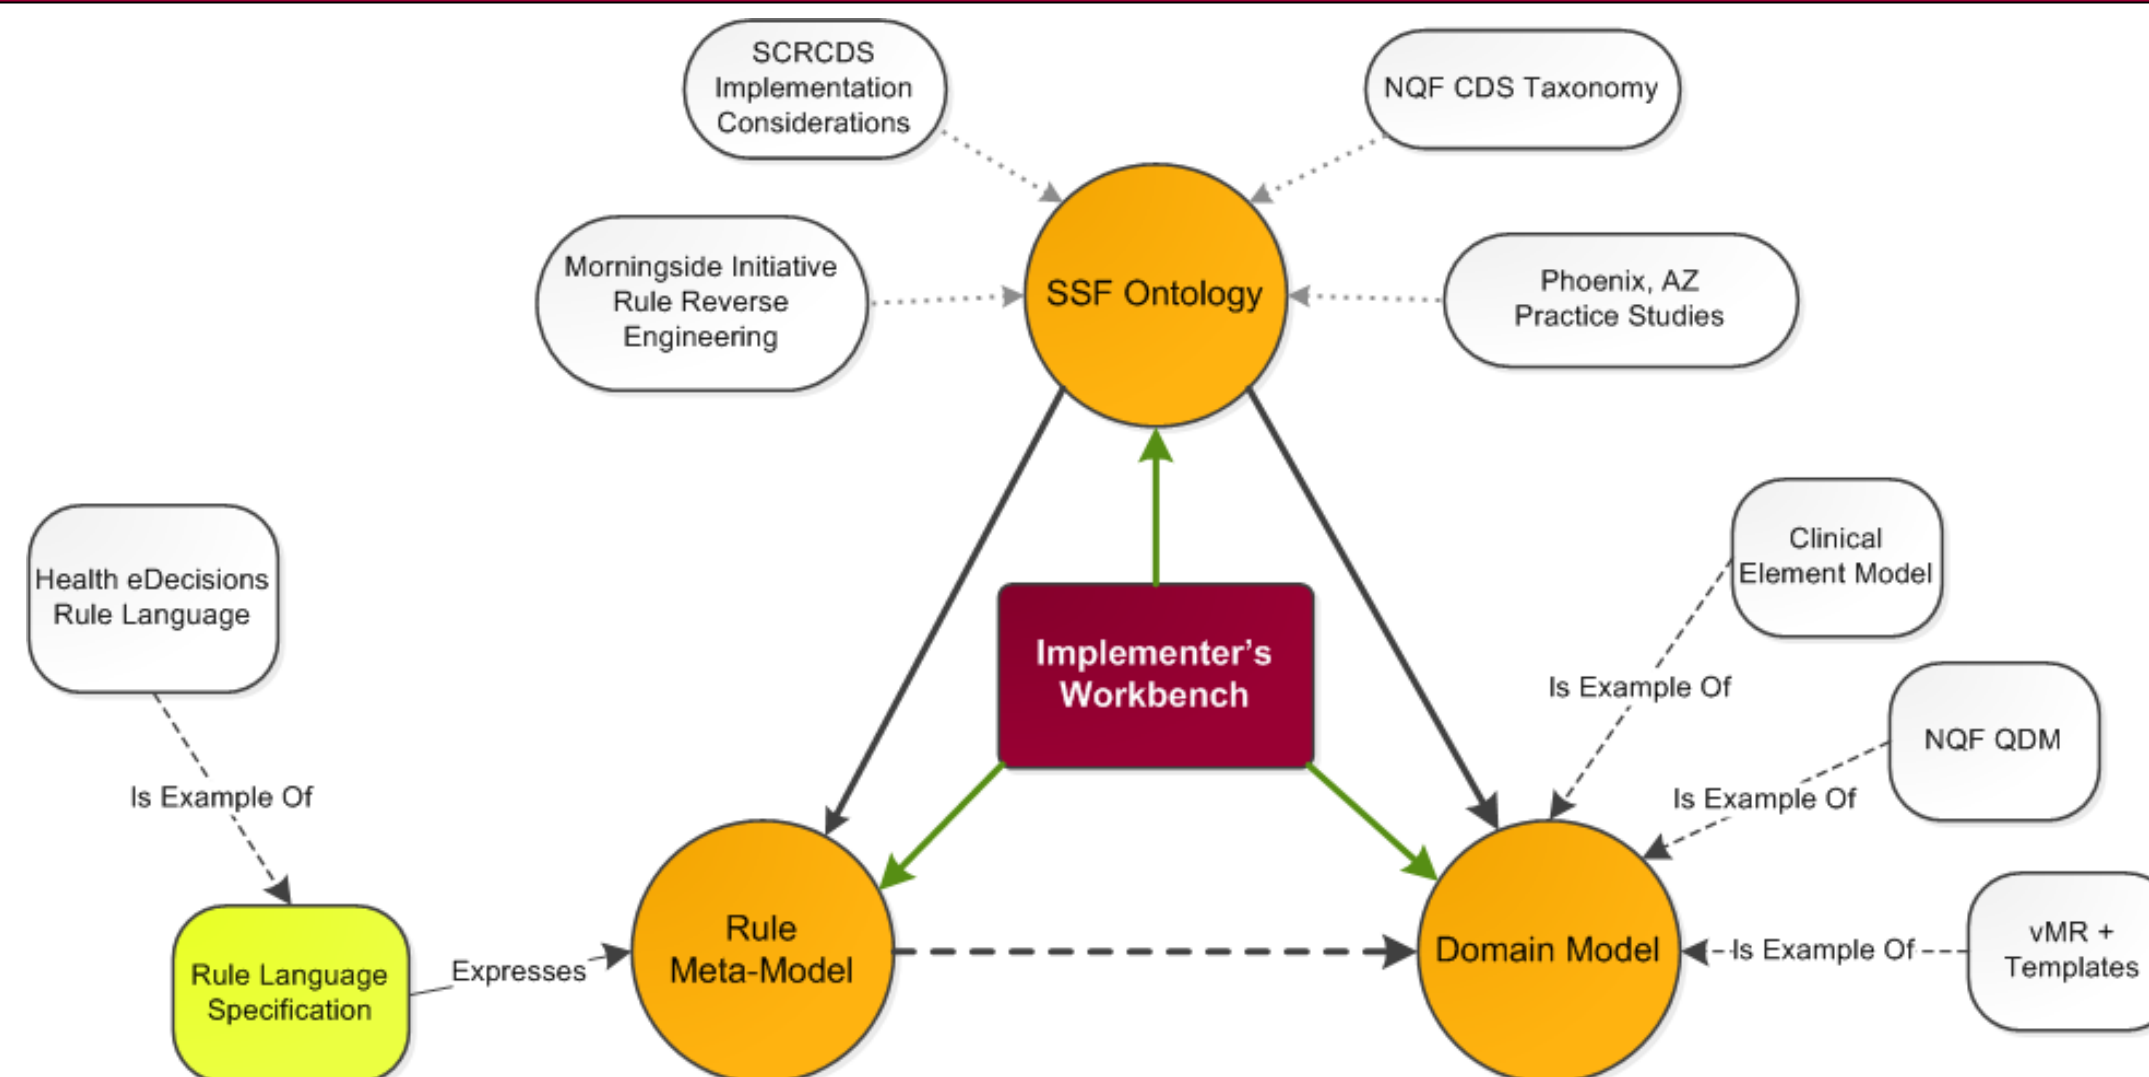 SCRCDS
Implementation
Considerations
NQF CDS Taxonomy
Morningside Initiative
Rule Reverse
Engineering
SSF Ontology
Phoenix, AZ
Practice Studies
Health eDecisions
Rule Language
Clinical
Element Model
Implementer’s
Workbench
Is Example Of
NQF QDM
Is Example Of
Is Example Of
Rule Language
Specification
Expresses
Rule
Meta-Model
Domain Model
Is Example Of
vMR +
Templates